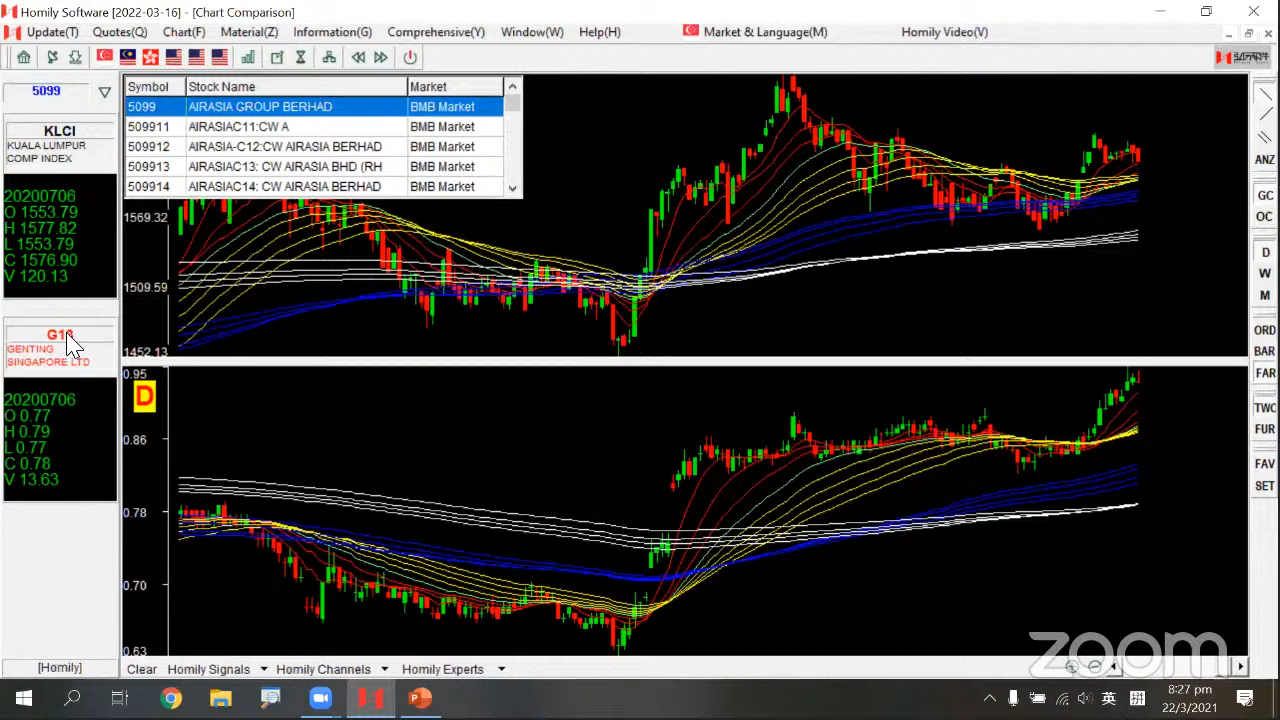 Homily Software [2022-03-16] - [Chart Comparison]
Update(T) Quotes(Q) Chart(F) Material(Z) Information(G) Comprehensive(Y) Window(W) Help(H) Market & Language(M) Homily Video(V)
5099
KLCI
KUALA LUMPUR
COMP INDEX
20200706
O 1553.79
H 1577.82
L 1553.79
C 1576.90
V 120.13
GENTING
SINGAPORE LTD
20200706
O 0.77
H 0.79
L 0.77
C 0.78
V 13.63
[Homily]
Symbol Stock Name Market
5099 AIRASIA GROUP BERHAD BMB Market
509911 AIRASIAC11:CW A BMB Market
509912 AIRASIA-C12:CW AIRASIA BERHAD BMB Market
509913 AIRASIAC13: CW AIRASIA BHD (RH BMB Market
509914 AIRASIAC14: CW AIRASIA BERHAD BMB Market
1569.32
1509.59
1452.13
0.95
D
0.86
0.78
0.70
0.63
Clear Homily Signals Homily Channels Homily Experts
ANZ
GC
OC
D
W
M
ORD
BAR
FAR
TWO
FUR
FAV
SET
zoom
英 拼
8:27 pm
22/3/2021